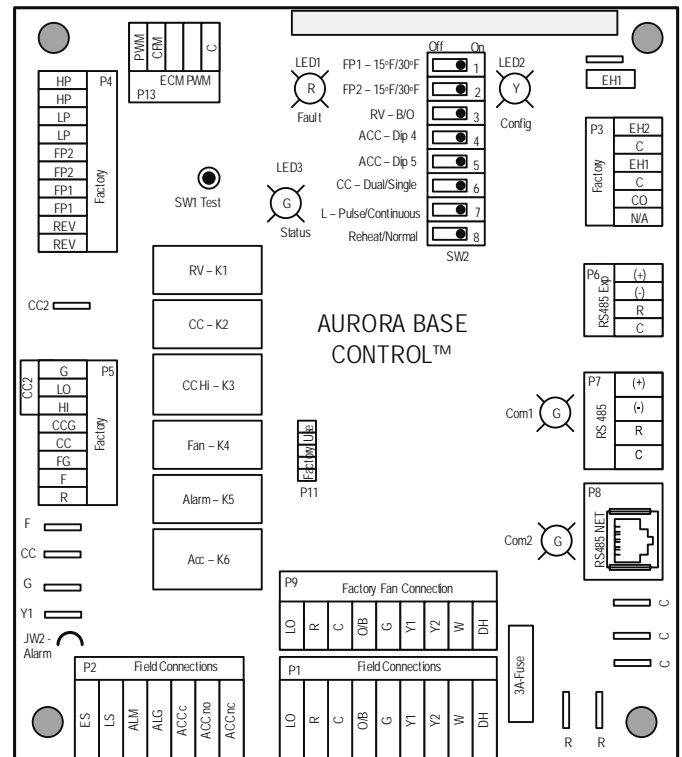 PWM
CFM
C
ECM PWM
P13
HP
HP
LP
LP
FP2
FP2
FP1
FP1
REV
REV
P4
Factory
SW1 Test
LED1
R
Fault
LED3
G
Status
Off On
FP1 – 15ºF/30ºF 1
FP2 – 15ºF/30ºF 2
RV – B/O 3
ACC – Dip 4 4
ACC – Dip 5 5
CC – Dual/Single 6
L – Pulse/Continuous 7
Reheat/Normal 8
SW2
LED2
Y
Config
EH1
P3
Factory
EH2
C
EH1
C
CO
N/A
P6
RS485 Exp
(+)
(-)
R
C
P7
RS 485
(+)
(-)
R
C
Com1
G
P8
RS485 NET
Com2
G
CC2
RV – K1
CC – K2
CC Hi – K3
Fan – K4
Alarm – K5
Acc – K6
AURORA BASE
CONTROL™
CC2
G
LO
HI
CCG
CC
FG
F
R
P5
Factory
Factory Use
P11
F
CC
G
Y1
JW2 -
Alarm
P9
Factory Fan Connection
LO
R
C
O/B
G
Y1
Y2
W
DH
P2
Field Connections
ES
LS
ALM
ALG
ACC c
ACC no
ACC nc
P1
Field Connections
LO
R
C
O/B
G
Y1
Y2
W
DH
3A-Fuse
C
C
C
R
R